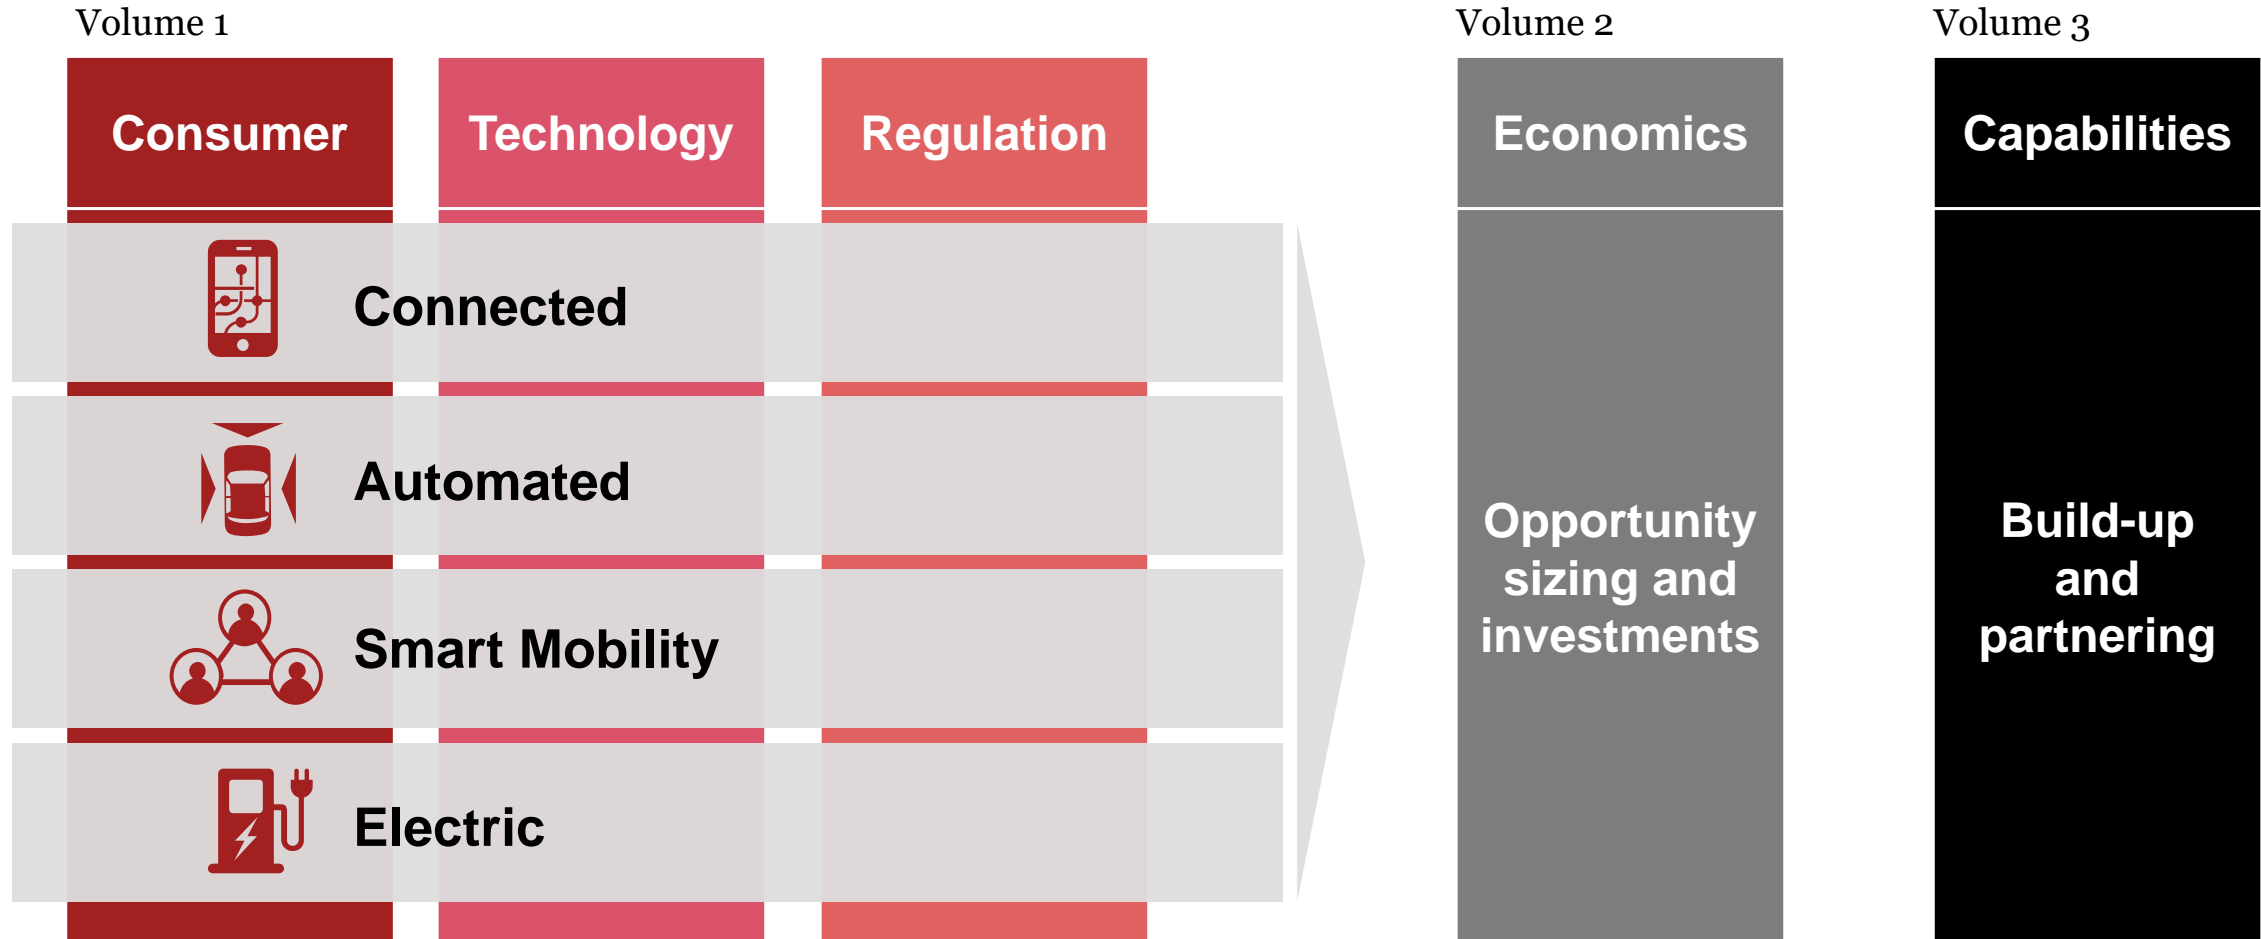 Volume 1
Volume 2
Volume 3
Consumer
Technology
Regulation
Economics
Capabilities
Connected
Automated
Smart Mobility
Electric
Opportunity
sizing and
investments
Build-up
and
partnering